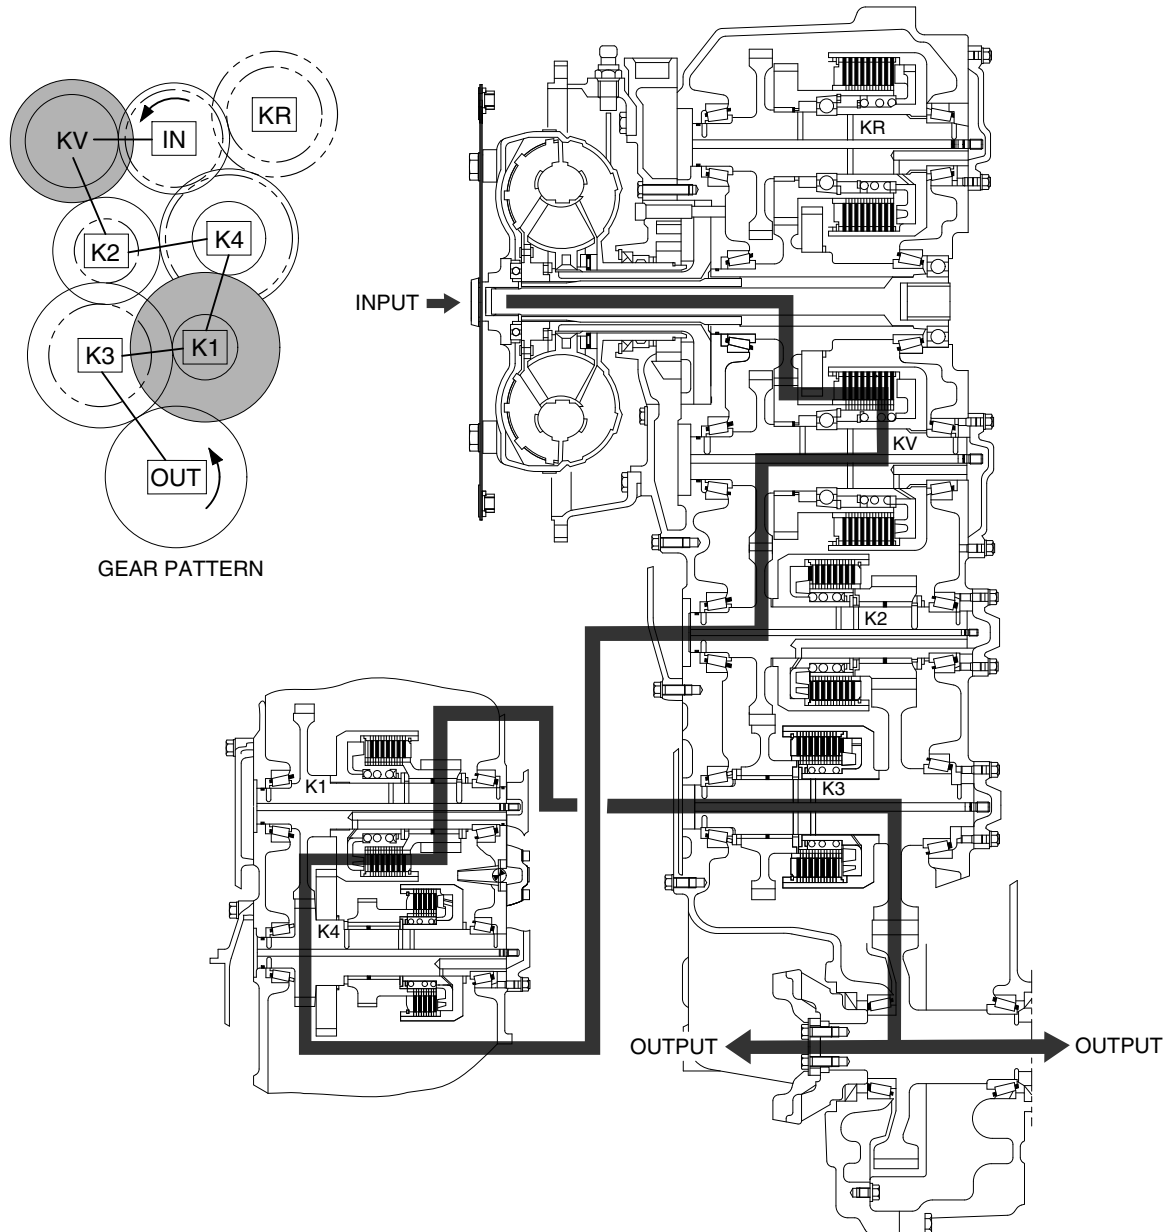 KV
IN
KR
K2
K4
K3
K1
OUT
GEAR PATTERN
INPUT
KR
KV
K2
K3
K1
K4
OUTPUT
OUTPUT